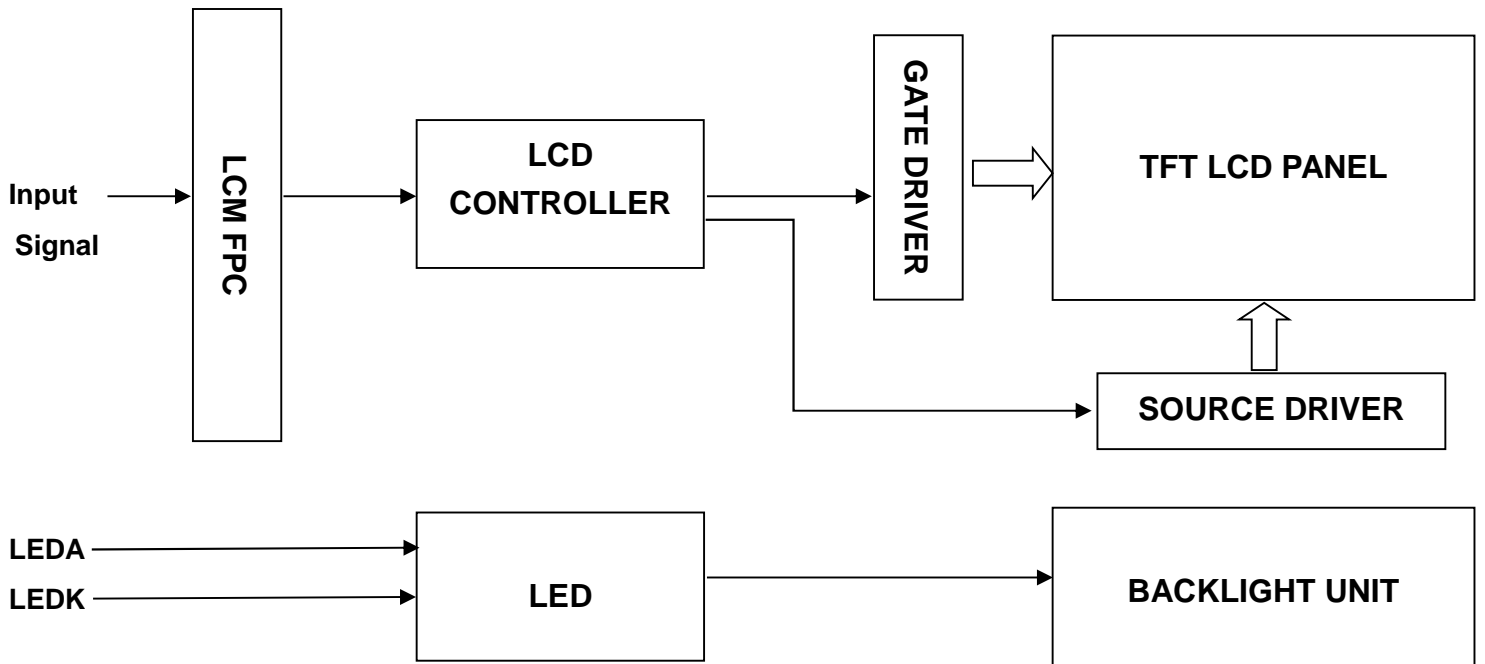 Input
Signal
LCM FPC
LCD
CONTROLLER
GATE DRIVER
TFT LCD PANEL
SOURCE DRIVER
LEDA
LEDK
LED
BACKLIGHT UNIT